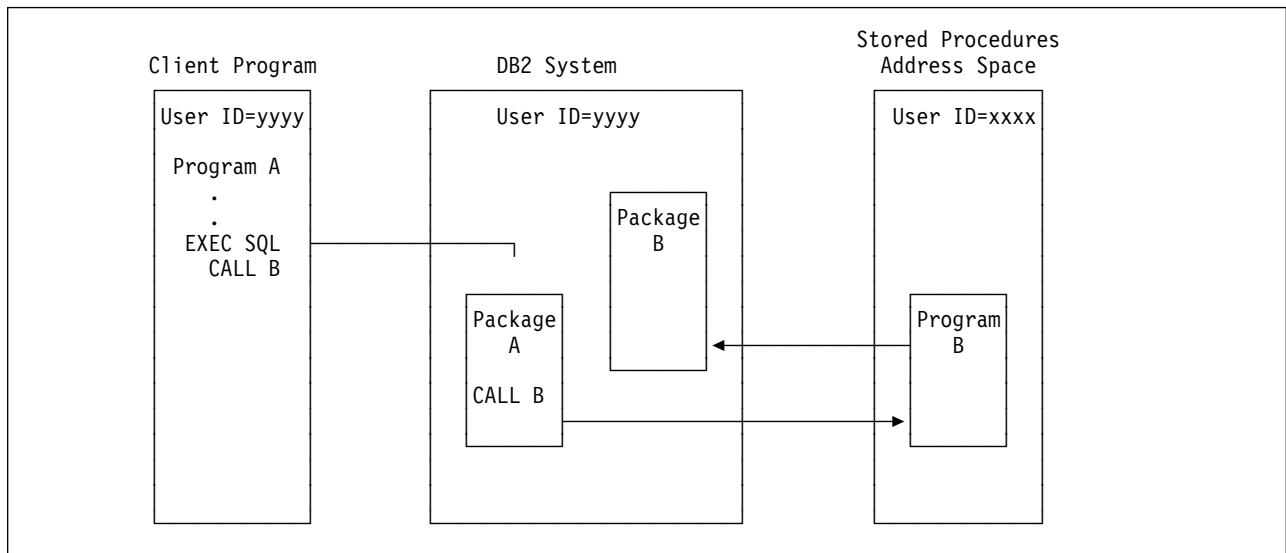 Client Program
DB2 System
Stored Procedures
Address Space
User ID=yyyy
Program A
.
.
EXEC SQL
CALL B
User ID=yyyy
Package
B
Package
A
CALL B
User ID=xxxx
Program
B